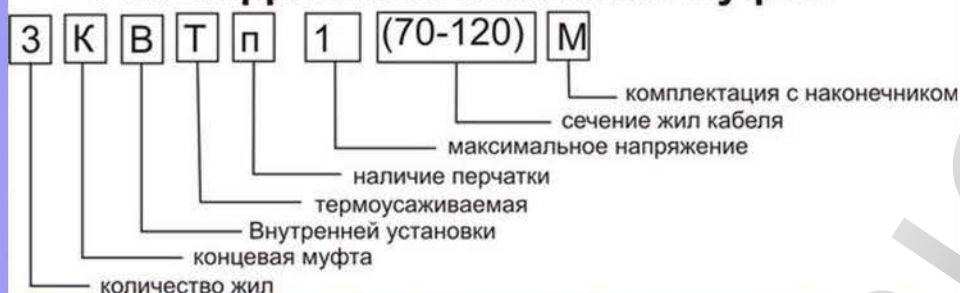 3 К В Т п 1 (70-120) М
комплектация с наконечником
сечение жил кабеля
максимальное напряжение
наличие перчатки
термоусаживаемая
Внутренней установки
концевая муфта
количество жил